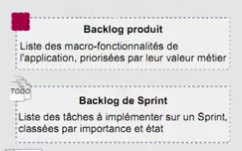 Backlog produit
Liste des macro-fonctionnalités de
l'application, priorisées par leur valeur métier
TODO
Backlog de Sprint
Liste des tâches à implémenter sur un Sprint,
classées par importance et état